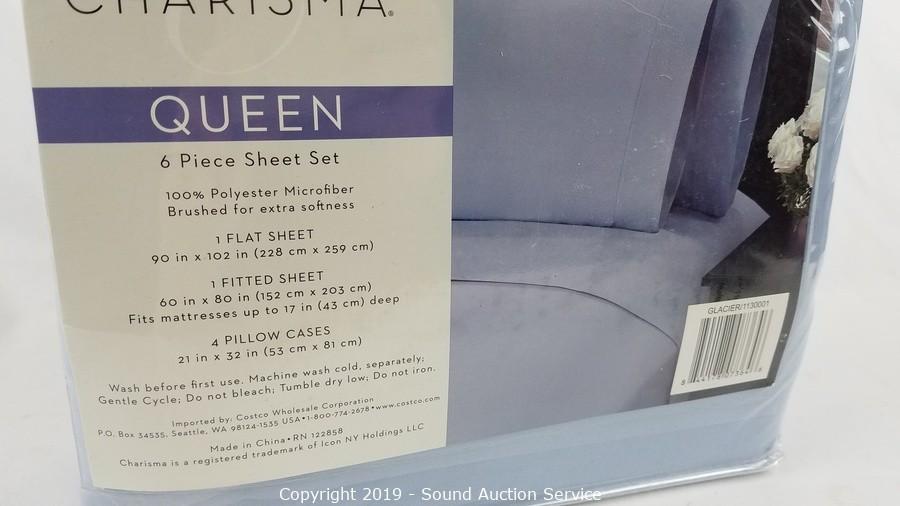 CHARISMA®
QUEEN
6 Piece Sheet Set
100% Polyester Microfiber
Brushed for extra softness
1 FLAT SHEET
90 in x 102 in (228 cm x 259 cm)
1 FITTED SHEET
60 in x 80 in (152 cm x 203 cm)
Fits mattresses up to 17 in (43 cm) deep
4 PILLOW CASES
21 in x 32 in (53 cm x 81 cm)
Wash before first use. Machine wash cold, separately;
Gentle Cycle; Do not bleach; Tumble dry low; Do not iron.
Imported by: Costco Wholesale Corporation
P.O. Box 34535, Seattle, WA 98124-1535 USA•1-800-774-2678•www.costco.com
Made in China•RN 122858
Charisma is a registered trademark of Icon NY Holdings LLC
GLACIER/1130001
Copyright 2019 - Sound Auction Service